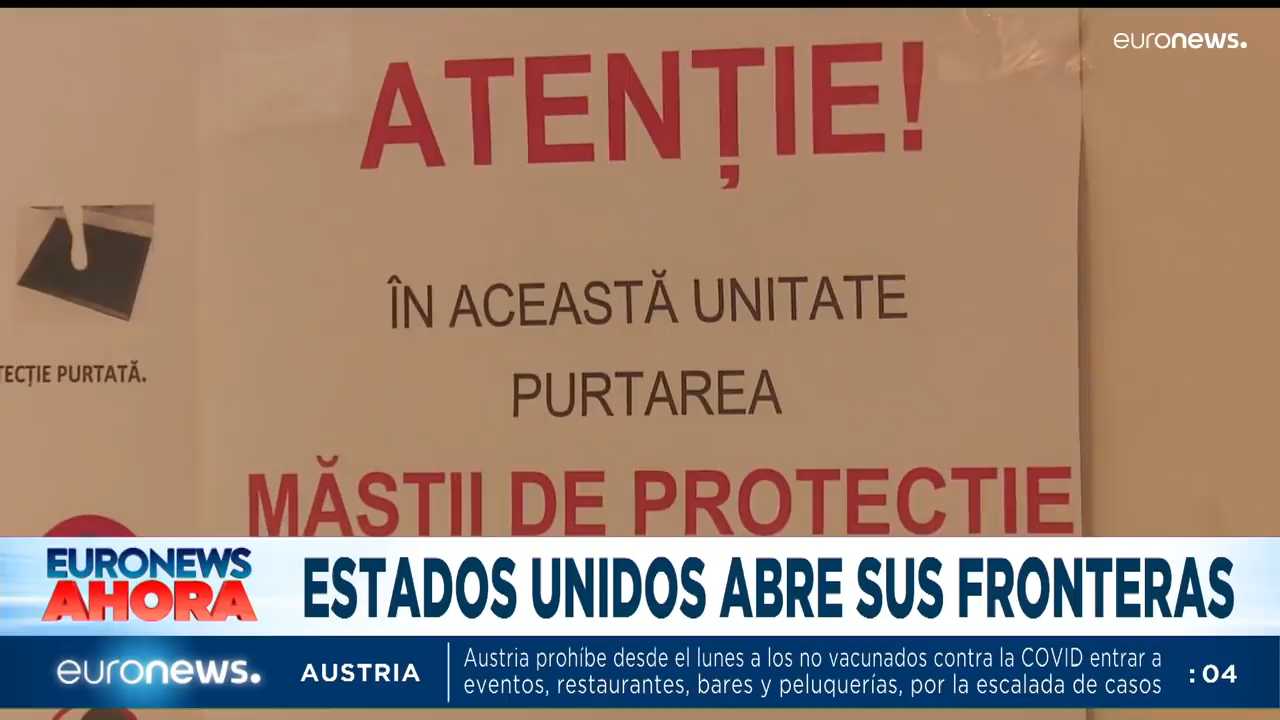 euronews.
ATENȚIE!
ÎN ACEASTĂ UNITATE
TECȚIE PURTATĂ.
PURTAREA
MĂȘTII DE PROTECȚIE
EURONEWS
AHORA
ESTADOS UNIDOS ABRE SUS FRONTERAS
euronews.
AUSTRIA
Austria prohíbe desde el lunes a los no vacunados contra la COVID entrar a
eventos, restaurantes, bares y peluquerías, por la escalada de casos
:04